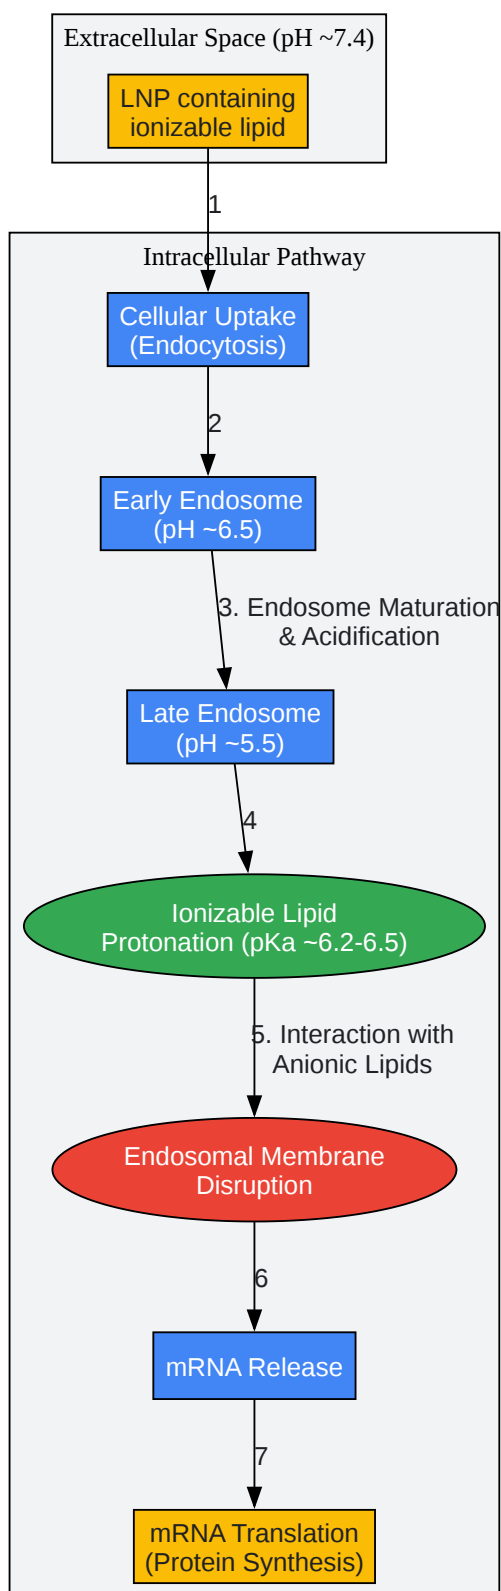 Extracellular Space (pH ~7.4)
LNP containing
ionizable lipid
1
Intracellular Pathway
Cellular Uptake
(Endocytosis)
2
Early Endosome
(pH ~6.5)
3. Endosome Maturation
& Acidification
Late Endosome
(pH ~5.5)
4
Ionizable Lipid
Protonation (pKa ~6.2-6.5)
5. Interaction with
Anionic Lipids
Endosomal Membrane
Disruption
6
mRNA Release
7
mRNA Translation
(Protein Synthesis)